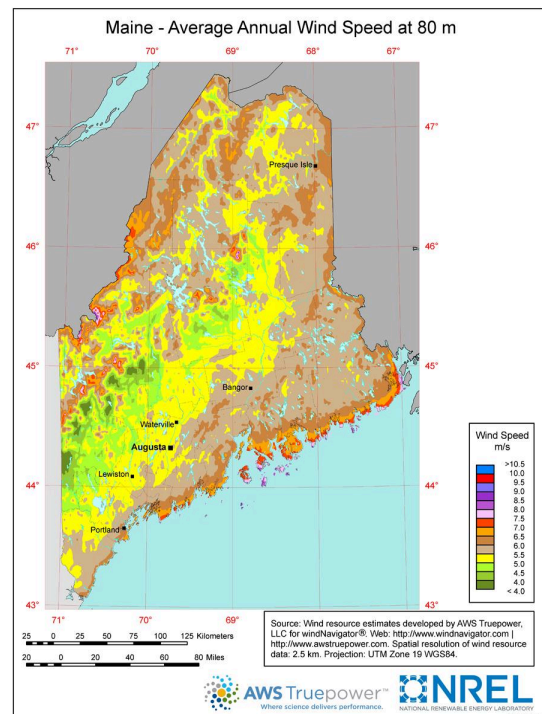 Maine - Average Annual Wind Speed at 80 m
71° 70° 69° 68° 67°
47° 47°
Presque Isle
46° 46°
45° 45°
Bangor
Waterville
Augusta
Lewiston
44° 44°
Portland
43° 43°
71° 70° 69° 68° 67°
Wind Speed
m/s
>10.5
10.0
9.5
9.0
8.5
8.0
7.5
7.0
6.5
6.0
5.5
5.0
4.5
4.0
< 4.0
25 0 25 50 75 100 125 Kilometers
20 0 20 40 60 80 Miles
Source: Wind resource estimates developed by AWS Truepower,
LLC for windNavigator®. Web: http://www.windnavigator.com |
http://www.awstruepower.com. Spatial resolution of wind resource
data: 2.5 km. Projection: UTM Zone 19 WGS84.
AWS Truepower™
Where science delivers performance.
NREL
NATIONAL RENEWABLE ENERGY LABORATORY